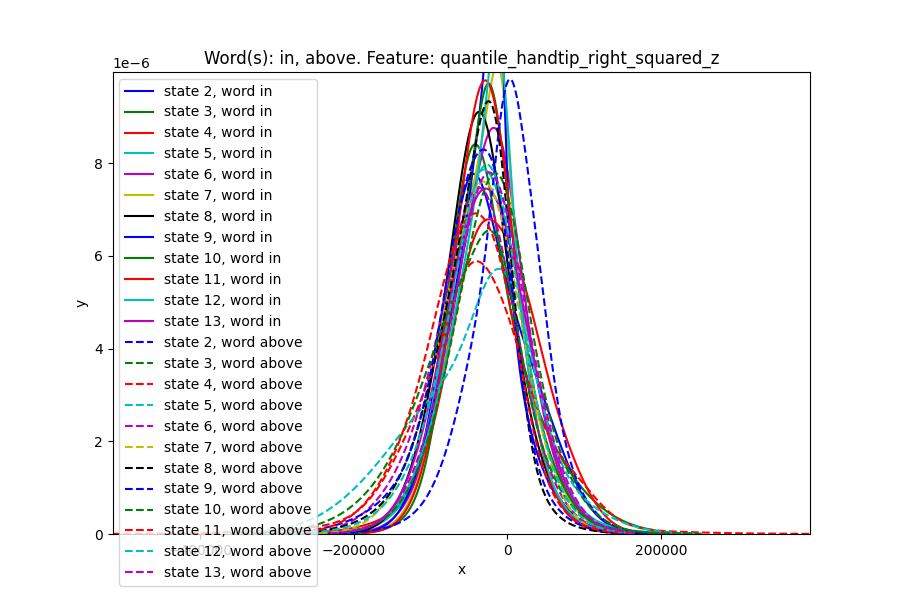 Word(s): in, above. Feature: quantile_handtip_right_squared_z
1e−6
8
6
4
2
0
y
state 2, word in
state 3, word in
state 4, word in
state 5, word in
state 6, word in
state 7, word in
state 8, word in
state 9, word in
state 10, word in
state 11, word in
state 12, word in
state 13, word in
state 2, word above
state 3, word above
state 4, word above
state 5, word above
state 6, word above
state 7, word above
state 8, word above
state 9, word above
state 10, word above
state 11, word above
state 12, word above
state 13, word above
−200000 0 200000
x